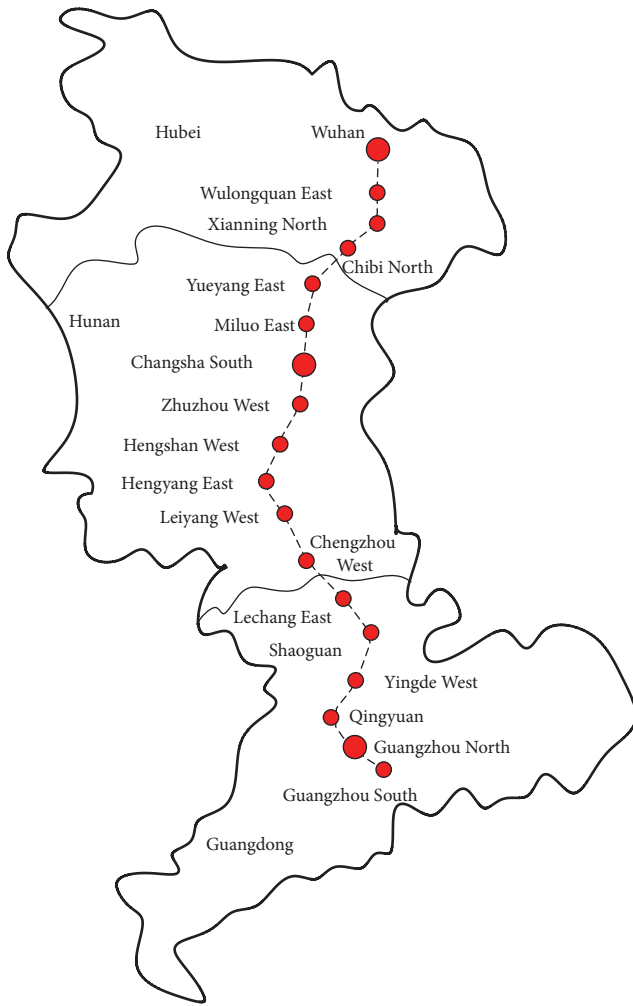 Hubei
Wuhan
Wulongquan East
Xianning North
Chibi North
Yueyang East
Hunan
Miluo East
Changsha South
Zhuzhou West
Hengshan West
Hengyang East
Leiyang West
Chengzhou
West
Lechang East
Shaoguan
Yingde West
Qingyuan
Guangzhou North
Guangzhou South
Guangdong